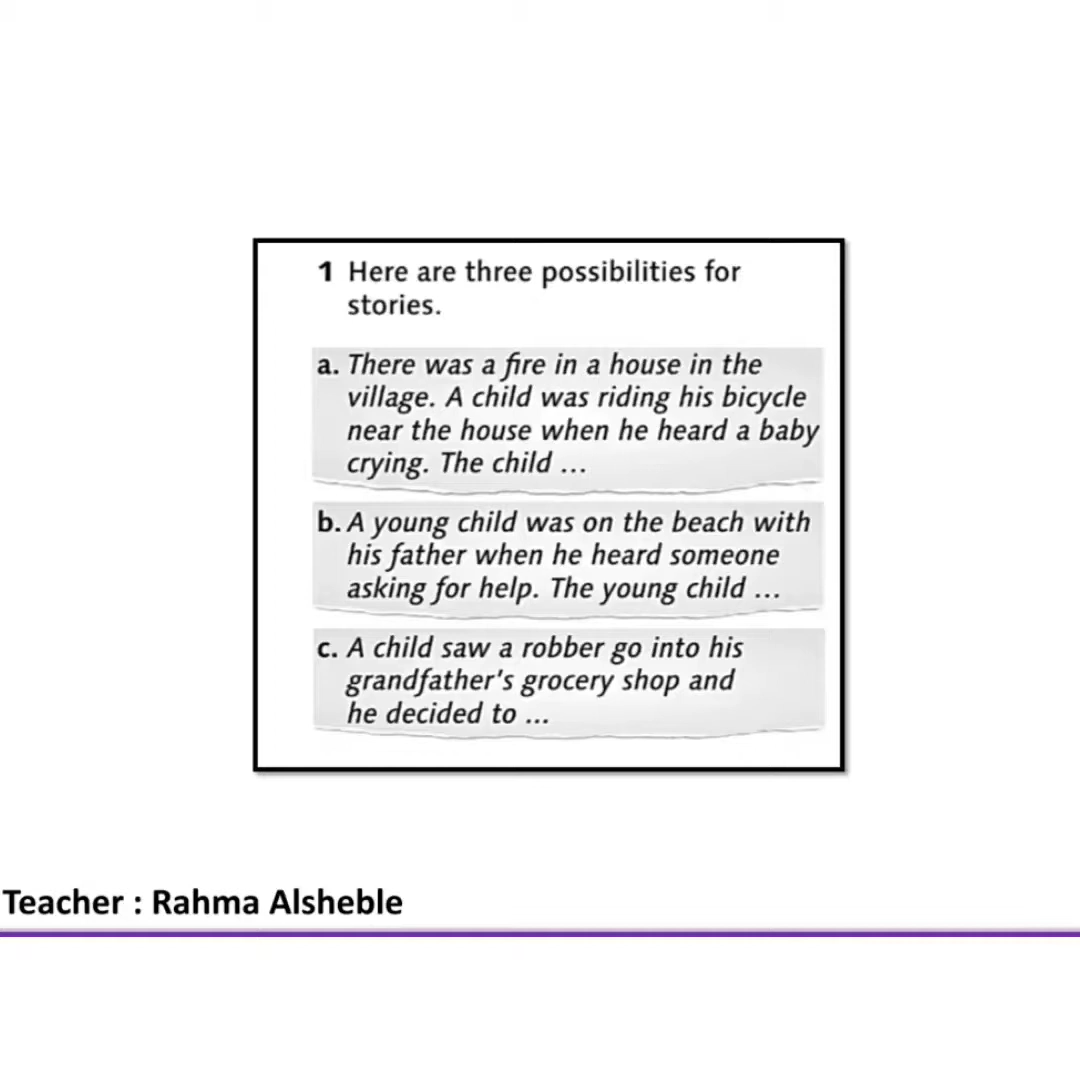 1 Here are three possibilities for
stories.
a. There was a fire in a house in the
village. A child was riding his bicycle
near the house when he heard a baby
crying. The child ...
b. A young child was on the beach with
his father when he heard someone
asking for help. The young child ...
c. A child saw a robber go into his
grandfather's grocery shop and
he decided to ...
Teacher : Rahma Alsheble